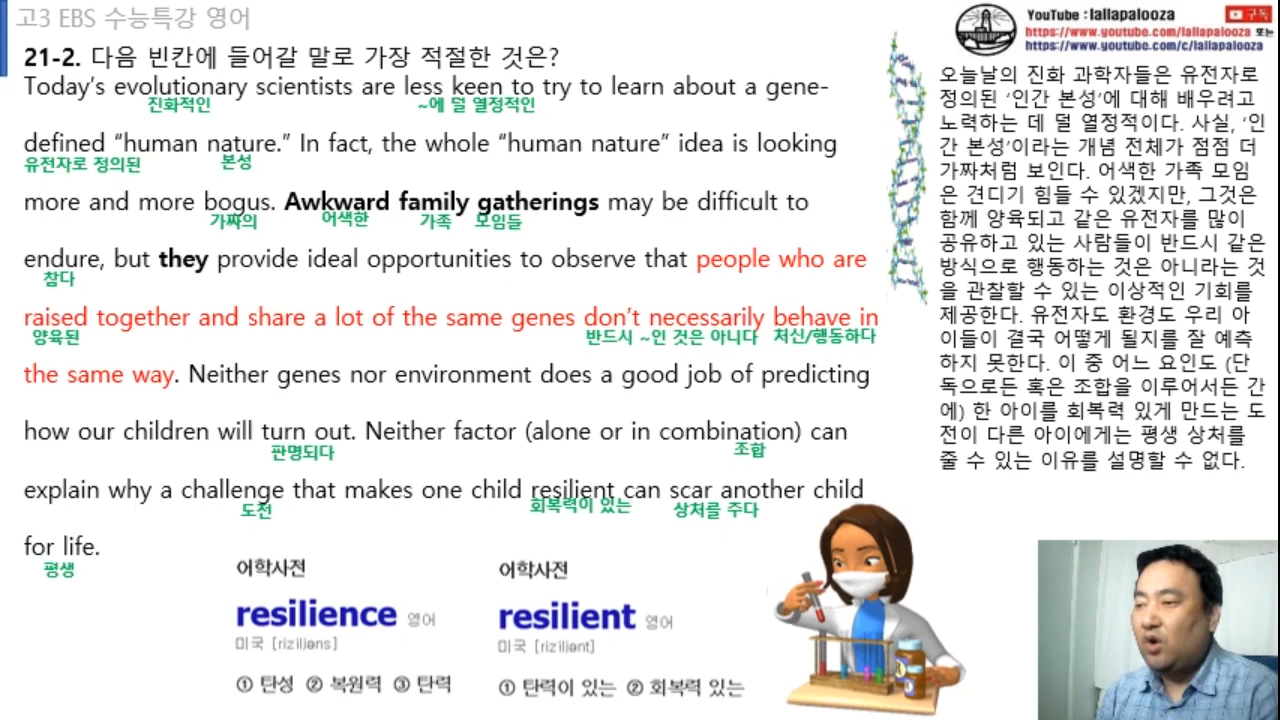 고3 EBS 수능특강 영어
21-2. 다음 빈칸에 들어갈 말로 가장 적절한 것은?
Today's evolutionary scientists are less keen to try to learn about a gene-
진화적인 ~에 덜 열정적인
defined “human nature.” In fact, the whole “human nature” idea is looking
유전자로 정의된 본성
more and more bogus. Awkward family gatherings may be difficult to
가짜의 어색한 가족 모임들
endure, but they provide ideal opportunities to observe that people who are
참다
raised together and share a lot of the same genes don't necessarily behave in
양육된 반드시 ~인 것은 아니다 처신/행동하다
the same way. Neither genes nor environment does a good job of predicting
how our children will turn out. Neither factor (alone or in combination) can
판명되다 조합
explain why a challenge that makes one child resilient can scar another child
도전 회복력이 있는 상처를 주다
for life.
평생
어학사전
resilience 영어
미국 [riziliəns]
① 탄성 ② 복원력 ③ 탄력
어학사전
resilient 영어
미국 [riziliənt]
① 탄력이 있는 ② 회복력 있는
YouTube : lallapalooza
구독
https://www.youtube.com/lallapalooza 또는
https://www.youtube.com/c/lallapalooza
오늘날의 진화 과학자들은 유전자로
정의된 ‘인간 본성’에 대해 배우려고
노력하는 데 덜 열정적이다. 사실, ‘인
간 본성’이라는 개념 전체가 점점 더
가짜처럼 보인다. 어색한 가족 모임
은 견디기 힘들 수 있겠지만, 그것은
함께 양육되고 같은 유전자를 많이
공유하고 있는 사람들이 반드시 같은
방식으로 행동하는 것은 아니라는 것
을 관찰할 수 있는 이상적인 기회를
제공한다. 유전자도 환경도 우리 아
이들이 결국 어떻게 될지를 잘 예측
하지 못한다. 이 중 어느 요인도 (단
독으로든 혹은 조합을 이루어서든 간
에) 한 아이를 회복력 있게 만드는 도
전이 다른 아이에게는 평생 상처를
줄 수 있는 이유를 설명할 수 없다.